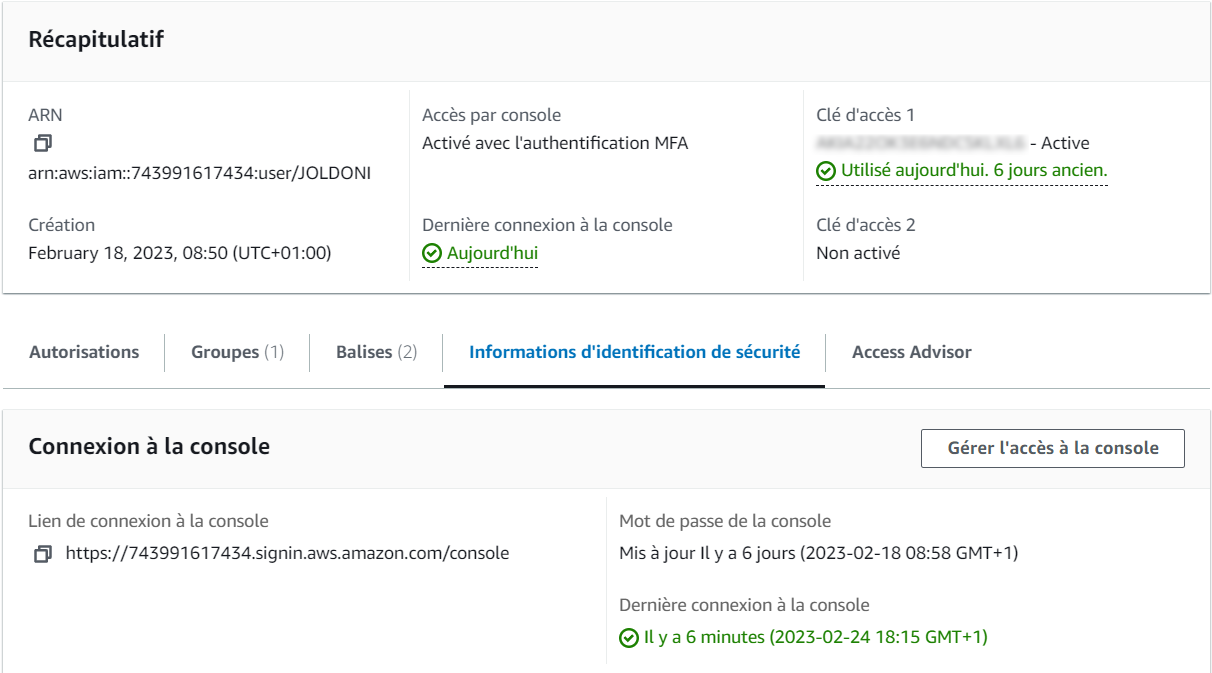 Récapitulatif
ARN
arn:aws:iam::743991617434:user/JOLDONI
Création
February 18, 2023, 08:50 (UTC+01:00)
Accès par console
Activé avec l'authentification MFA
Dernière connexion à la console
Aujourd'hui
Clé d'accès 1
- Active
Utilisé aujourd'hui. 6 jours ancien.
Clé d'accès 2
Non activé
Autorisations
Groupes (1)
Balises (2)
Informations d'identification de sécurité
Access Advisor
Connexion à la console
Gérer l'accès à la console
Lien de connexion à la console
https://743991617434.signin.aws.amazon.com/console
Mot de passe de la console
Mis à jour Il y a 6 jours (2023-02-18 08:58 GMT+1)
Dernière connexion à la console
Il y a 6 minutes (2023-02-24 18:15 GMT+1)